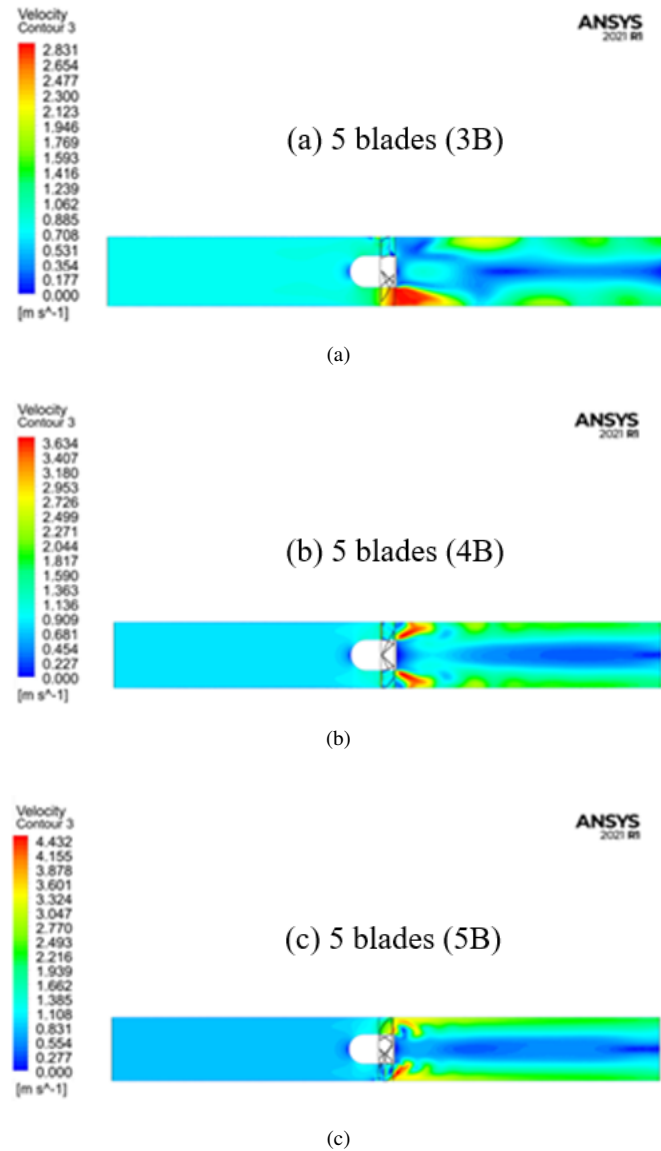 Velocity
Contour 3
2.831
2.654
2.477
2.300
2.123
1.946
1.769
1.593
1.416
1.239
1.062
0.885
0.708
0.531
0.354
0.177
0.000
[m s^-1]
ANSYS
2021 R1
(a) 5 blades (3B)
(a)
Velocity
Contour 3
3.634
3.407
3.180
2.953
2.726
2.499
2.271
2.044
1.817
1.590
1.363
1.136
0.909
0.681
0.454
0.227
0.000
[m s^-1]
ANSYS
2021 R1
(b) 5 blades (4B)
(b)
Velocity
Contour 3
4.432
4.155
3.878
3.601
3.324
3.047
2.770
2.493
2.216
1.939
1.662
1.385
1.108
0.831
0.554
0.277
0.000
[m s^-1]
ANSYS
2021 R1
(c) 5 blades (5B)
(c)